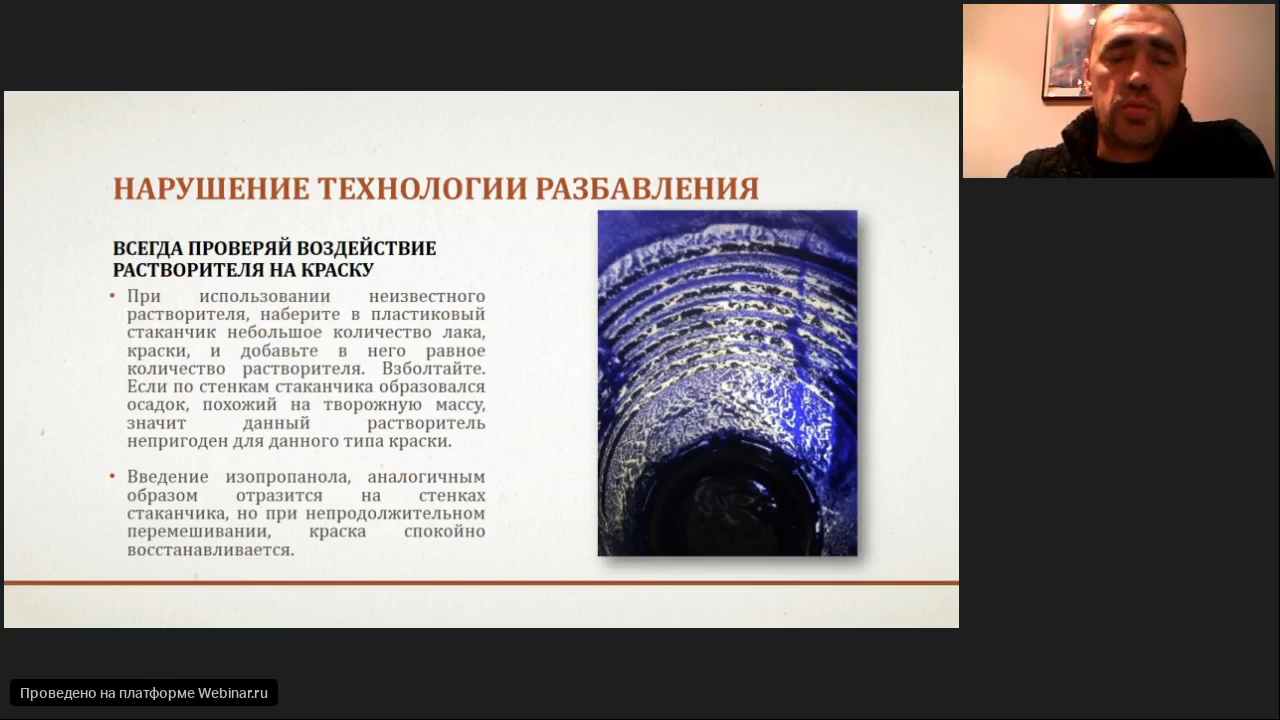 НАРУШЕНИЕ ТЕХНОЛОГИИ РАЗБАВЛЕНИЯ
ВСЕГДА ПРОВЕРЯЙ ВОЗДЕЙСТВИЕ
РАСТВОРИТЕЛЯ НА КРАСКУ
• При использовании неизвестного
растворителя, наберите в пластиковый
стаканчик небольшое количество лака,
краски, и добавьте в него равное
количество растворителя. Взболтайте.
Если по стенкам стаканчика образовался
осадок, похожий на творожную массу,
значит данный растворитель
непригоден для данного типа краски.
• Введение изопропанола, аналогичным
образом отразится на стенках
стаканчика, но при непродолжительном
перемешивании, краска спокойно
восстанавливается.
Проведено на платформе Webinar.ru